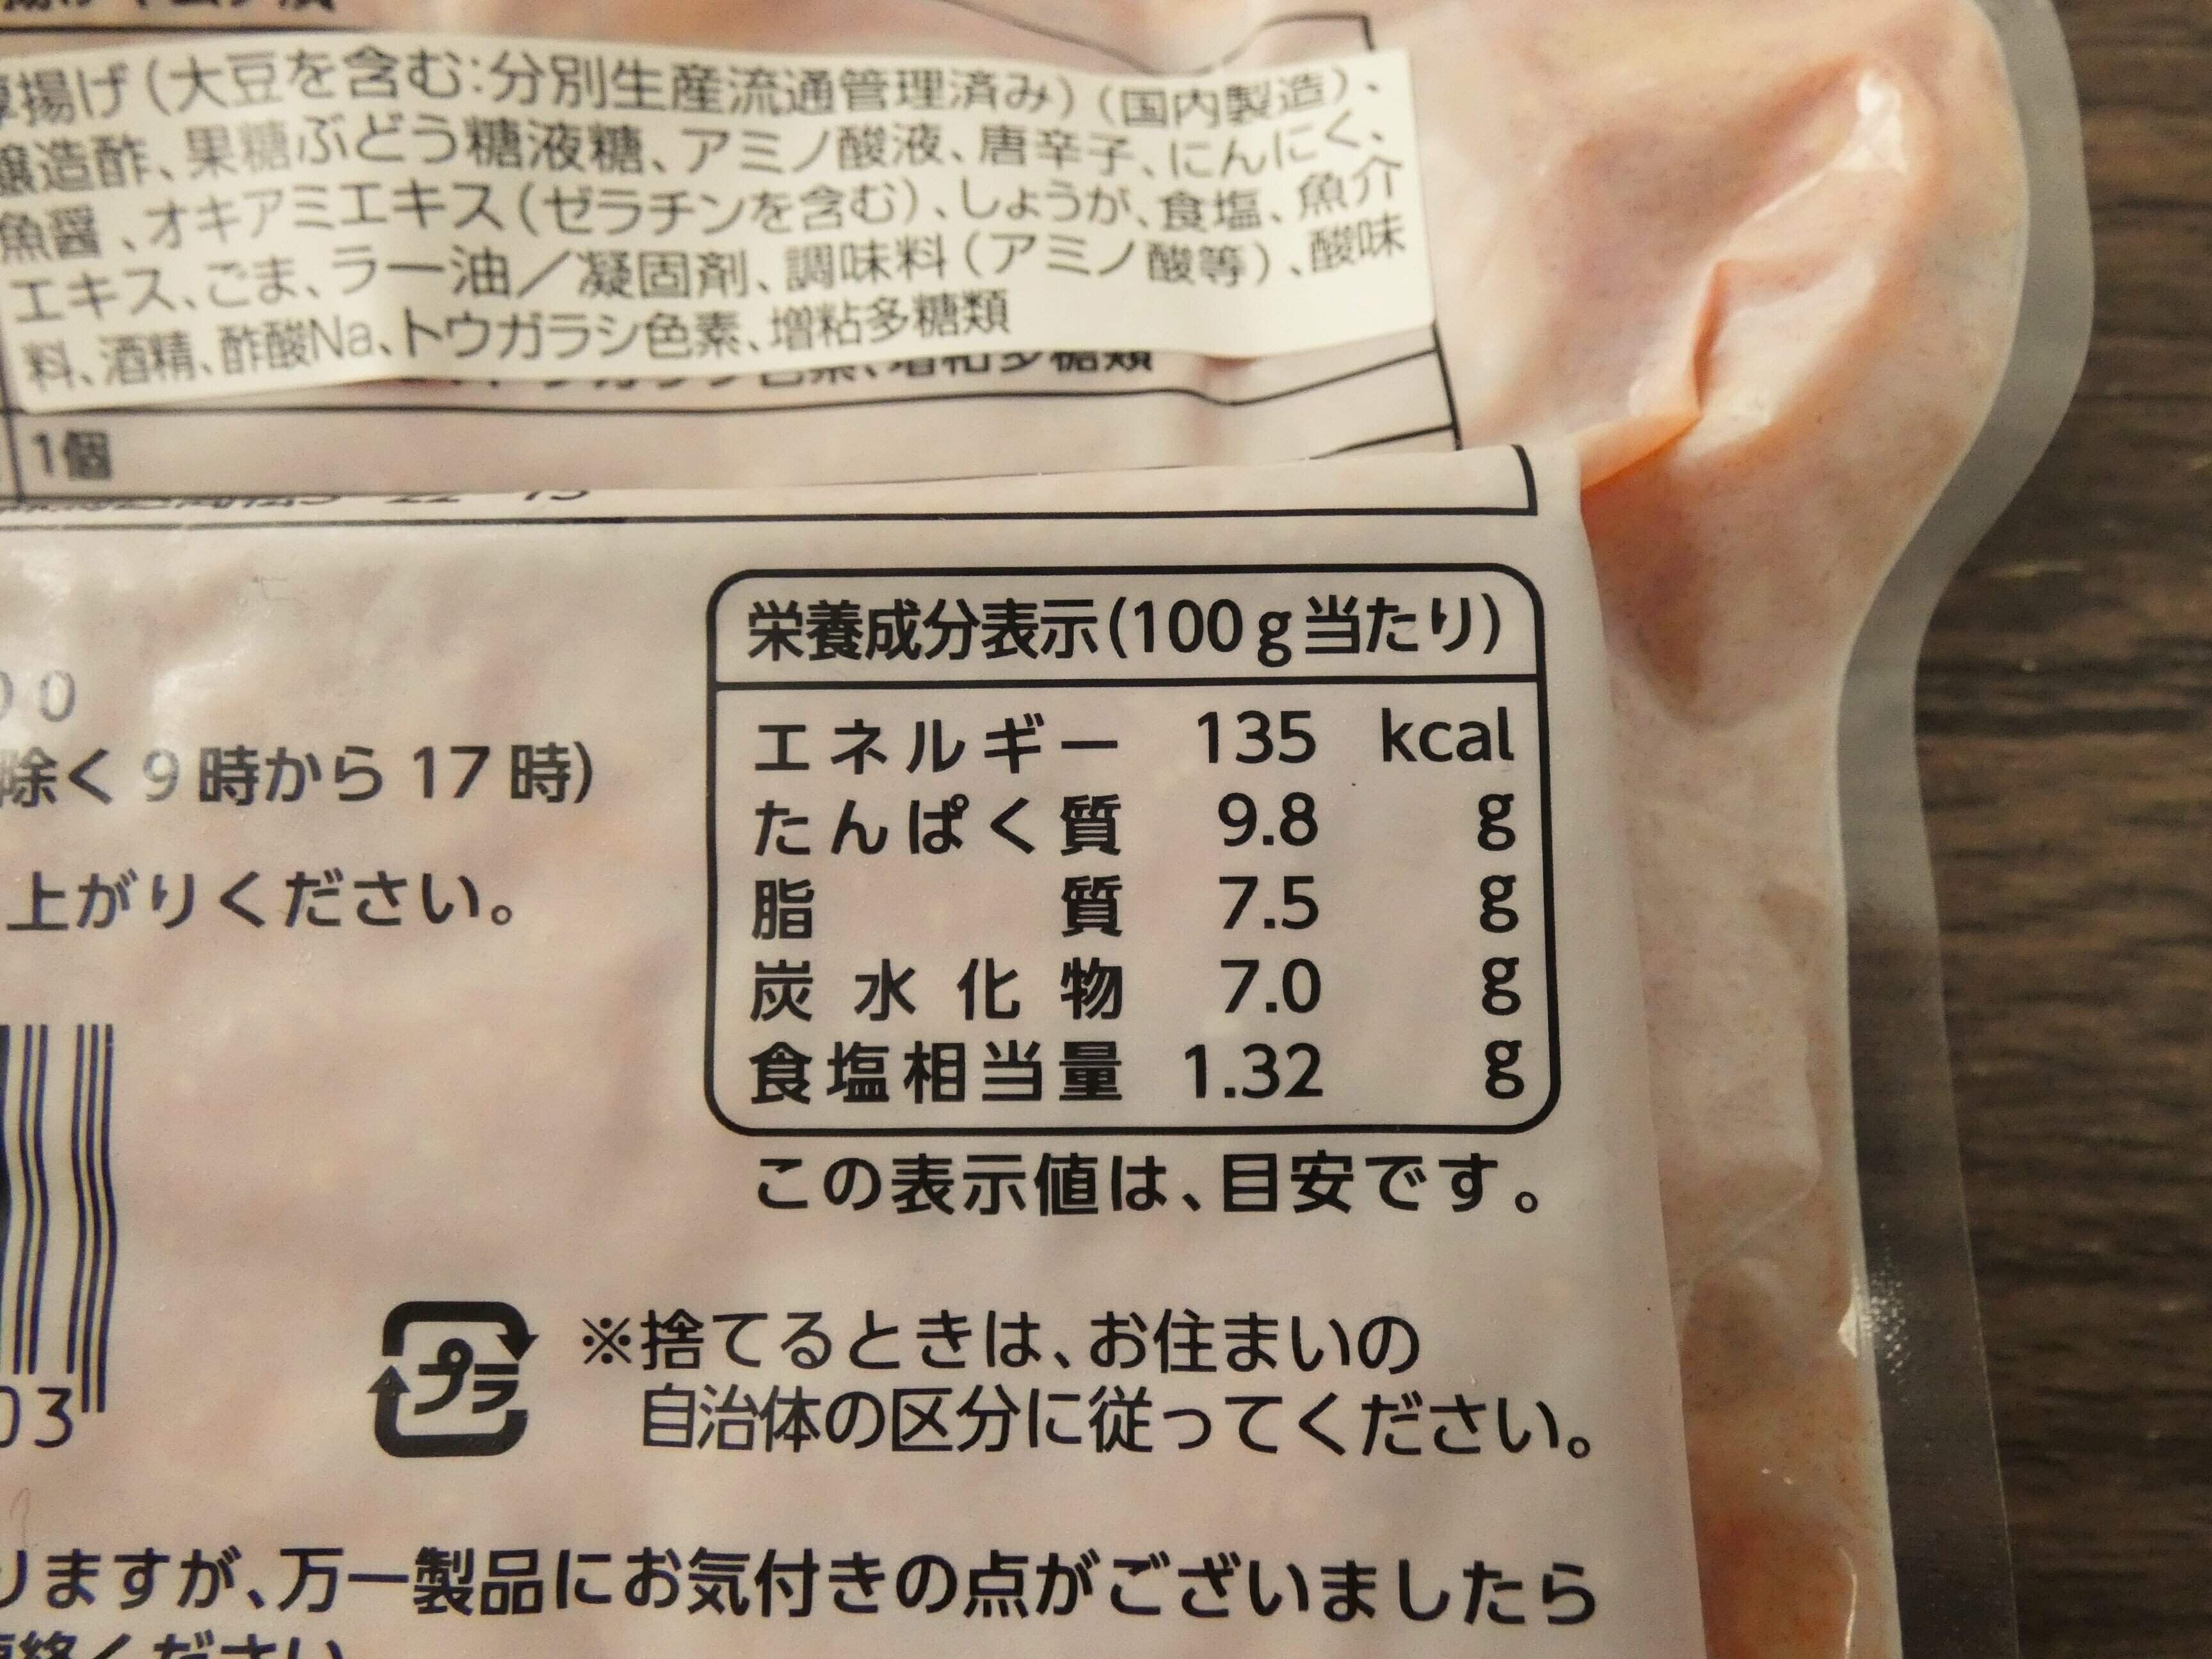 厚揚げ(大豆を含む:分別生産流通管理済み)(国内製造)、
醸造酢、果糖ぶどう糖液糖、アミノ酸液、唐辛子、にんにく、
魚醤、オキアミエキス(ゼラチンを含む)、しょうが、食塩、魚介
エキス、ごま、ラー油/凝固剤、調味料(アミノ酸等)、酸味
料、酒精、酢酸Na、トウガラシ色素、増粘多糖類
1個
栄養成分表示(100g当たり)
エネルギー 135 kcal
たんぱく質 9.8 g
脂質 7.5 g
炭水化物 7.0 g
食塩相当量 1.32 g
この表示値は、目安です。
除く9時から17時)
上がりください。
03
プラ
※捨てるときは、お住まいの
自治体の区分に従ってください。
りますが、万一製品にお気付きの点がございましたら
絡ください